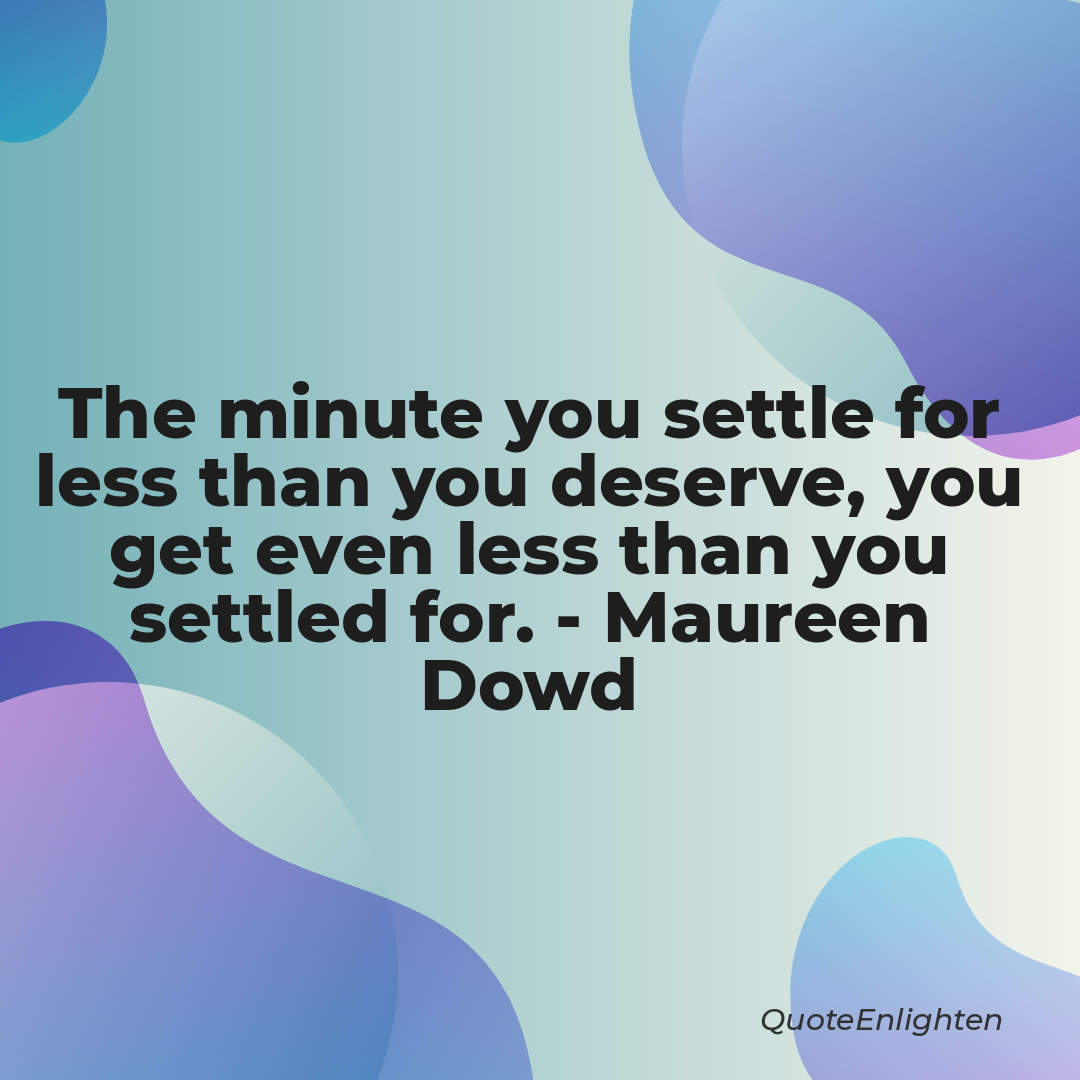 The minute you settle for
less than you deserve, you
get even less than you
settled for. - Maureen
Dowd
QuoteEnlighten